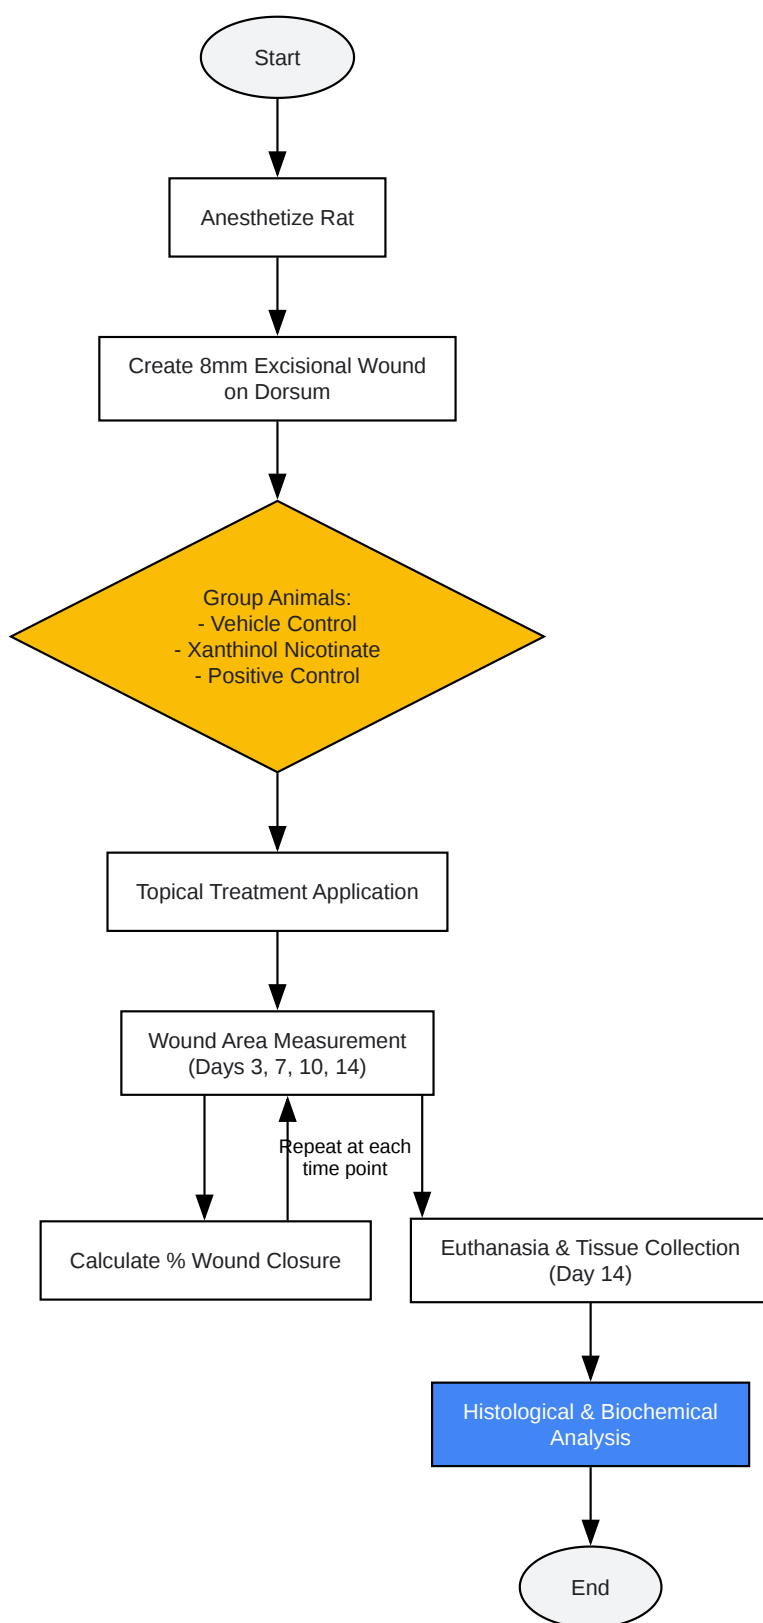 Start
Anesthetize Rat
Create 8mm Excisional Wound
on Dorsum
Group Animals:
- Vehicle Control
- Xanthinol Nicotinate
- Positive Control
Topical Treatment Application
Wound Area Measurement
(Days 3, 7, 10, 14)
Repeat at each
time point
Calculate % Wound Closure
Euthanasia & Tissue Collection
(Day 14)
Histological & Biochemical
Analysis
End